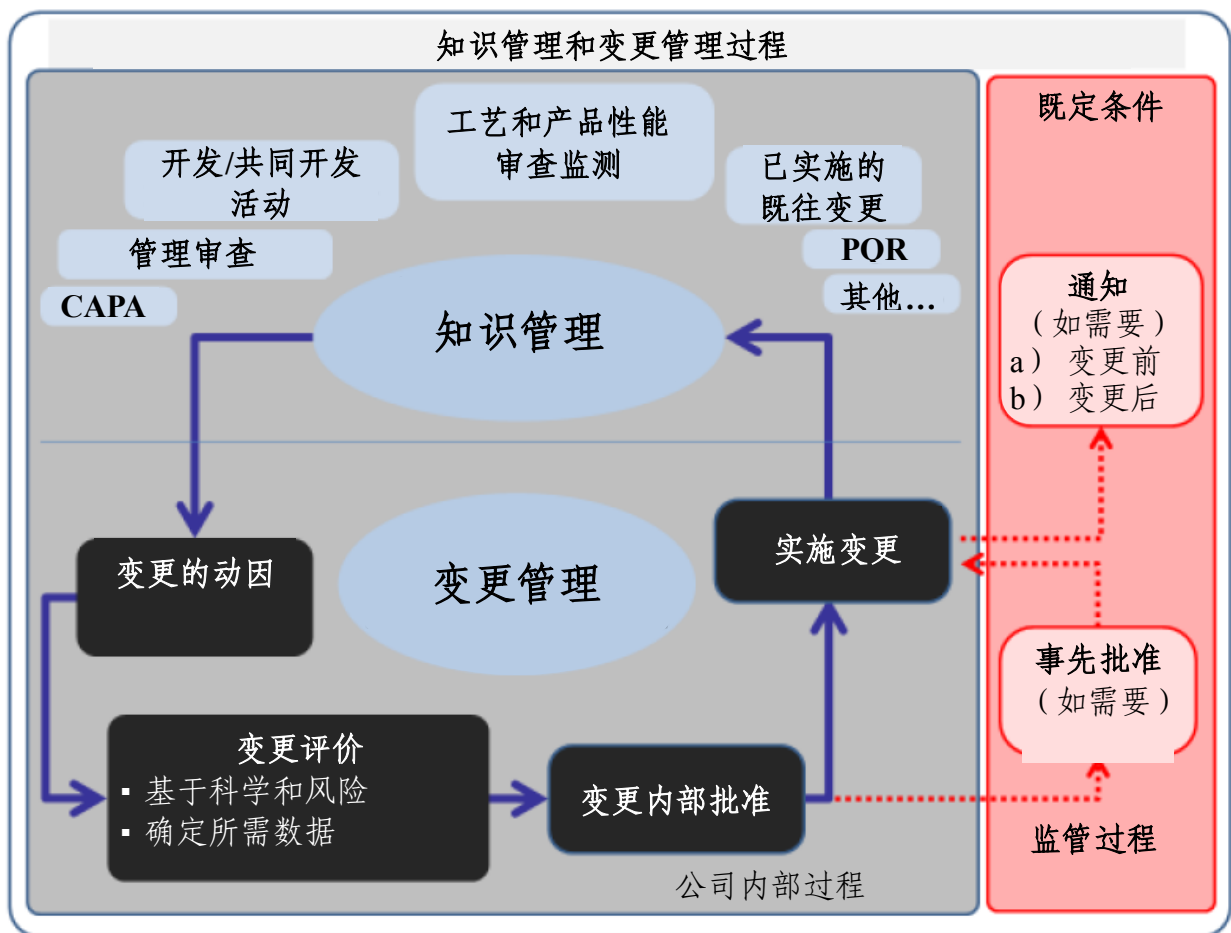 知识管理和变更管理过程
工艺和产品性能
审查监测
开发/共同开发
活动
已实施的
既往变更
管理审查
PQR
CAPA
其他…
知识管理
变更的动因
变更管理
实施变更
变更评价
▪ 基于科学和风险
▪ 确定所需数据
变更内部批准
公司内部过程
既定条件
通知
（如需要）
a） 变更前
b） 变更后
事先批准
（如需要）
监管过程